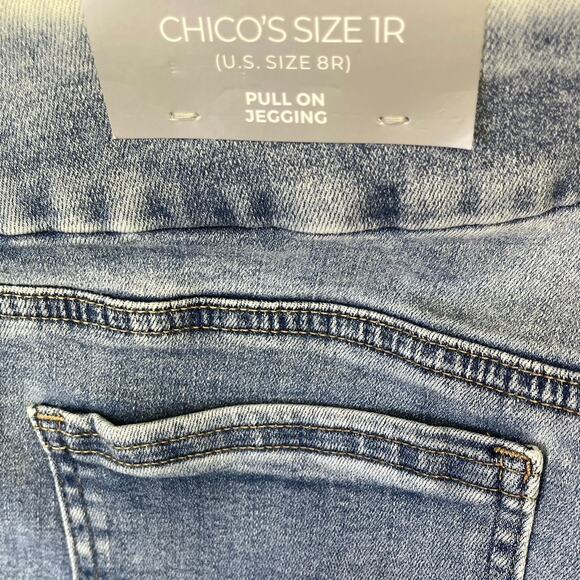 CHICO'S SIZE 1R
(U.S. SIZE 8R)
PULL ON
JEGGING